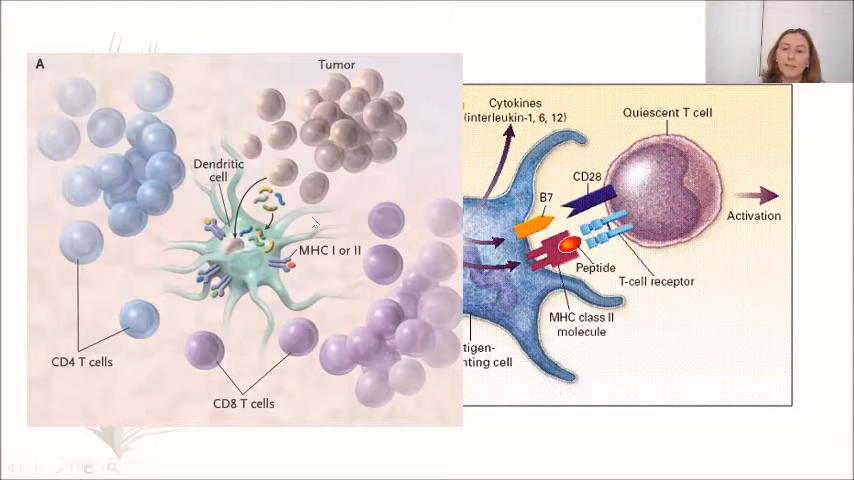 A
Tumor
Dendritic
cell
MHC I or II
CD4 T cells
CD8 T cells
Cytokines
(interleukin-1, 6, 12)
Quiescent T cell
CD28
B7
Activation
Peptide
T-cell receptor
MHC class II
molecule
tigen-
nting cell